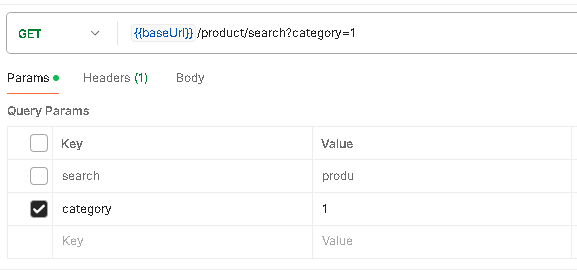 GET {{baseUrl}} /product/search?category=1
Params Headers (1) Body
Query Params
Key Value
search produ
category 1
Key Value